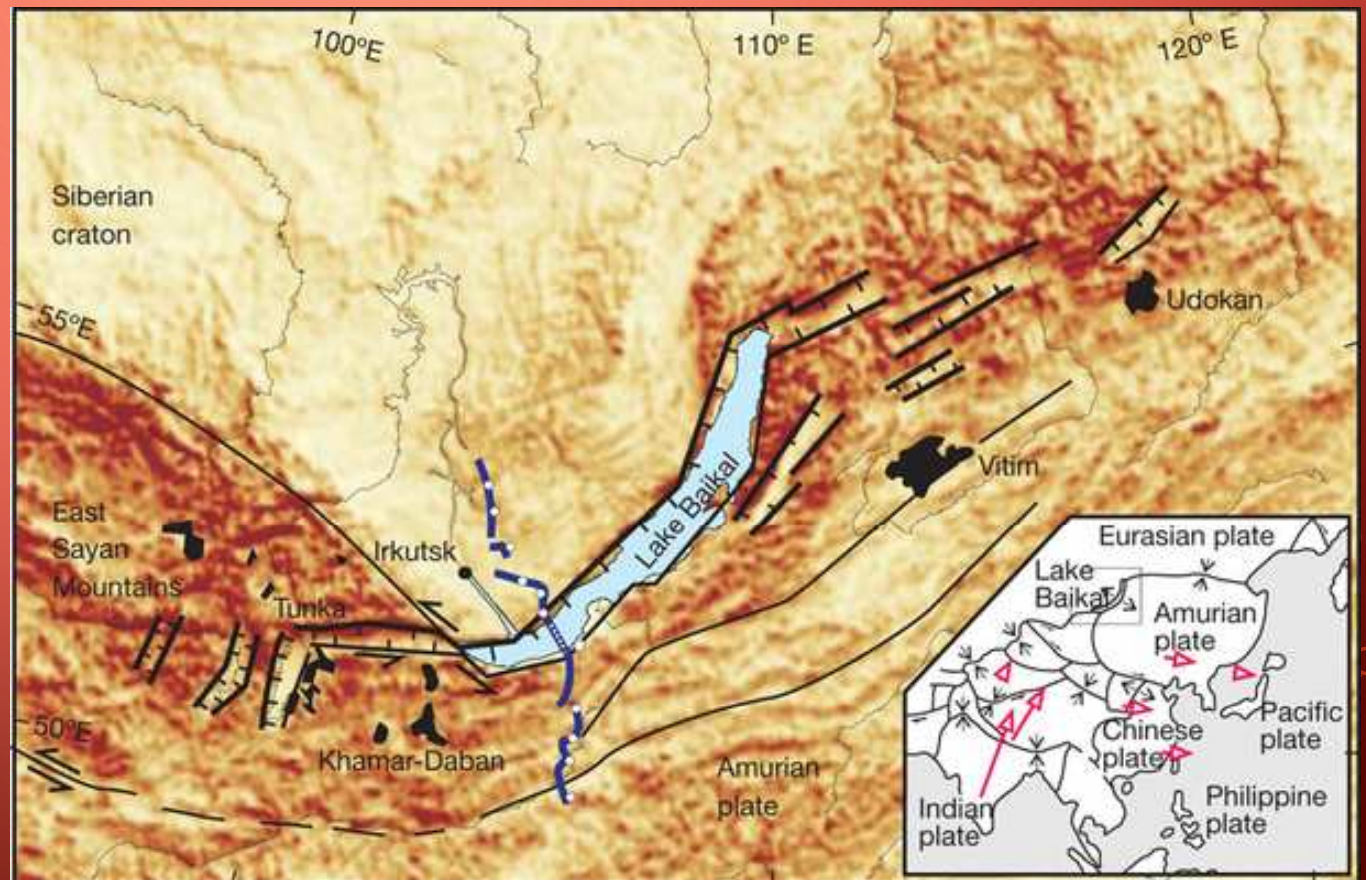 100°E
110° E
120° E
Siberian
craton
55°E
Udokan
Lake Baikal
Vitim
East
Sayan
Mountains
Irkutsk
Tunka
50°E
Khamar-Daban
Amurian
plate
Eurasian plate
Lake
Baikal
Amurian
plate
Pacific
plate
Chinese
plate
Indian
plate
Philippine
plate